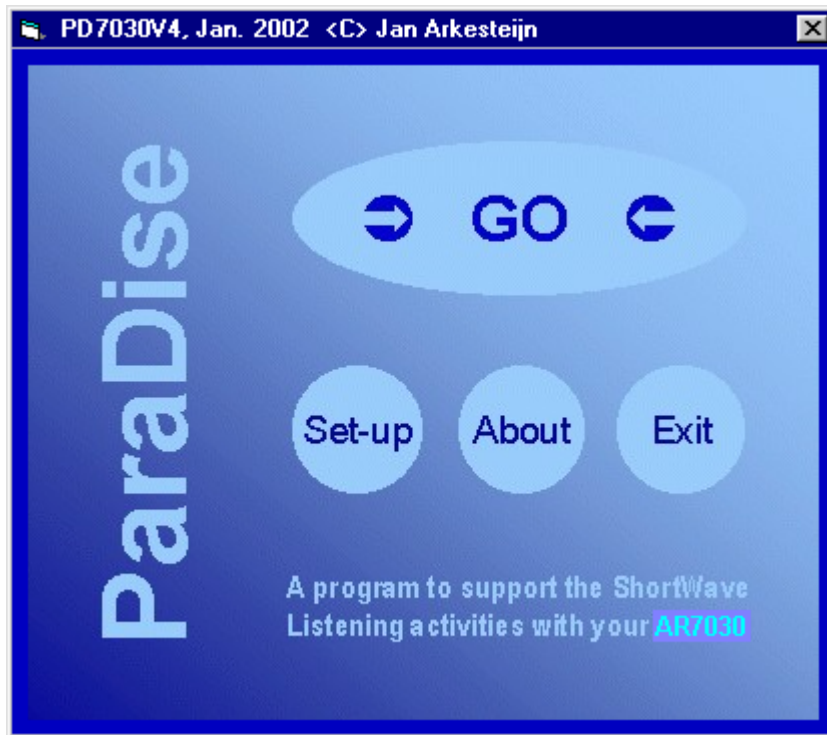 PD7030V4, Jan. 2002 <C> Jan Arkesteijn
ParaDise
GO
Set-up
About
Exit
A program to support the ShortWave
Listening activities with your AR7030